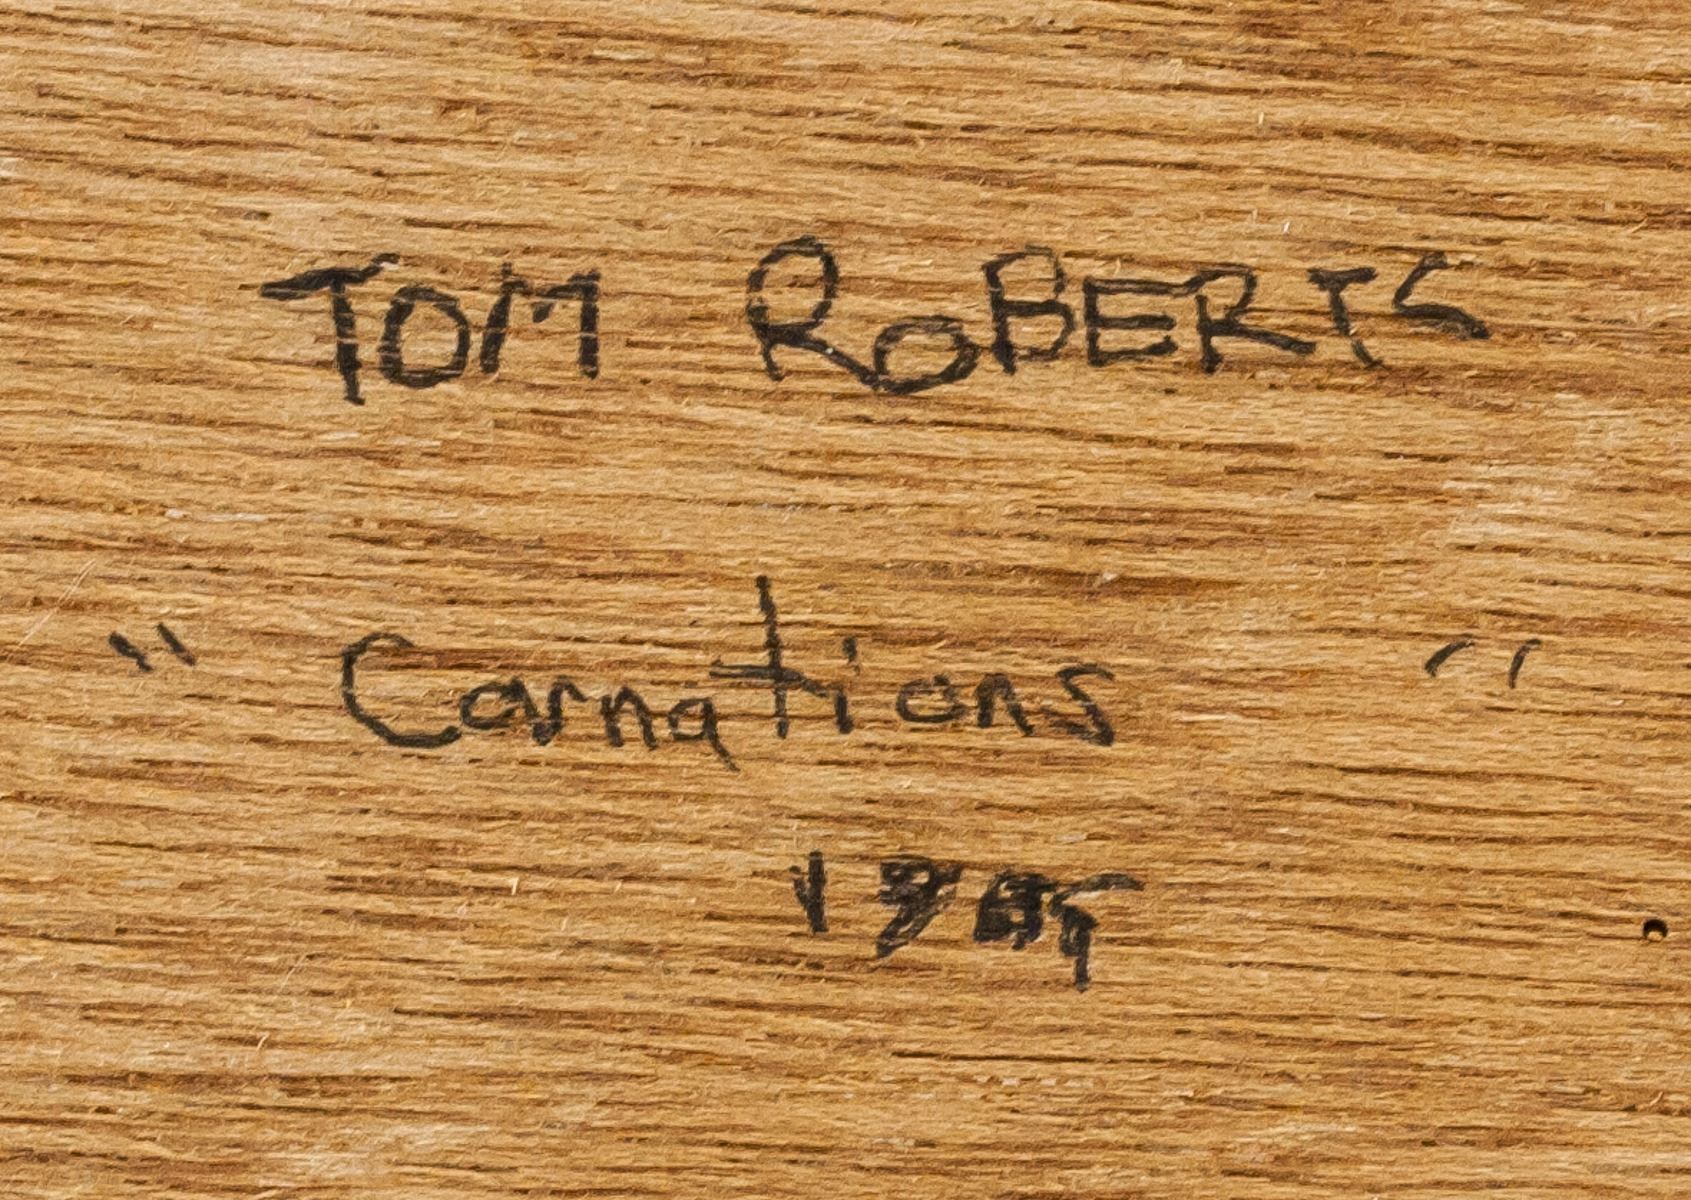 TOM ROBERTS
" Carnations "